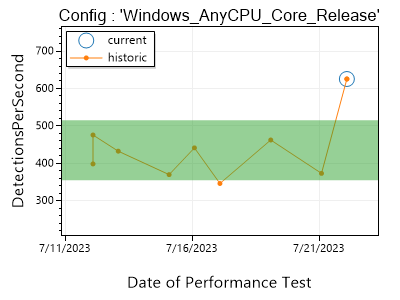 Config : 'Windows_AnyCPU_Core_Release'
current
historic
DetectionsPerSecond
700
600
500
400
300
7/11/2023
7/16/2023
7/21/2023
Date of Performance Test